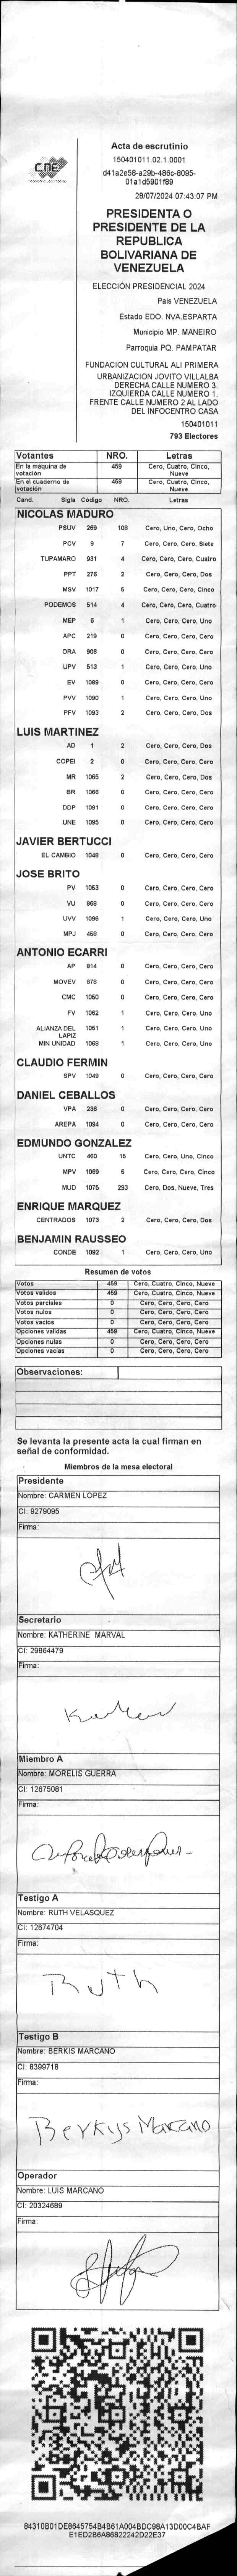 CNE
Acta de escrutinio
150401011.02.1.0001
d41a2e58-a29b-486c-8095-
01a1d5901f89
28/07/2024 07:43:07 PM
PRESIDENTA O
PRESIDENTE DE LA
REPUBLICA
BOLIVARIANA DE
VENEZUELA
ELECCIÓN PRESIDENCIAL 2024
Pais VENEZUELA
Estado EDO. NVA.ESPARTA
Municipio MP. MANEIRO
Parroquia PQ. PAMPATAR
FUNDACION CULTURAL ALI PRIMERA
URBANIZACION JOVITO VILLALBA
DERECHA CALLE NUMERO 3.
IZQUIERDA CALLE NUMERO 1.
FRENTE CALLE NUMERO 2 AL LADO
DEL INFOCENTRO CASA
150401011
793 Electores
Votantes NRO. Letras
En la máquina de votación 459 Cero, Cuatro, Cinco, Nueve
En el cuaderno de votación 459 Cero, Cuatro, Cinco, Nueve
Cand. Sigla Código NRO. Letras
NICOLAS MADURO
PSUV 269 108 Cero, Uno, Cero, Ocho
PCV 9 7 Cero, Cero, Cero, Siete
TUPAMARO 931 4 Cero, Cero, Cero, Cuatro
PPT 276 2 Cero, Cero, Cero, Dos
MSV 1017 5 Cero, Cero, Cero, Cinco
PODEMOS 514 4 Cero, Cero, Cero, Cuatro
MEP 6 1 Cero, Cero, Cero, Uno
APC 219 0 Cero, Cero, Cero, Cero
ORA 906 0 Cero, Cero, Cero, Cero
UPV 513 1 Cero, Cero, Cero, Uno
EV 1089 0 Cero, Cero, Cero, Cero
PVV 1090 1 Cero, Cero, Cero, Uno
PFV 1093 2 Cero, Cero, Cero, Dos
LUIS MARTINEZ
AD 1 2 Cero, Cero, Cero, Dos
COPEI 2 0 Cero, Cero, Cero, Cero
MR 1065 2 Cero, Cero, Cero, Dos
BR 1066 0 Cero, Cero, Cero, Cero
DDP 1091 0 Cero, Cero, Cero, Cero
UNE 1095 0 Cero, Cero, Cero, Cero
JAVIER BERTUCCI
EL CAMBIO 1048 0 Cero, Cero, Cero, Cero
JOSE BRITO
PV 1053 0 Cero, Cero, Cero, Cero
VU 868 0 Cero, Cero, Cero, Cero
UVV 1096 1 Cero, Cero, Cero, Uno
MPJ 458 0 Cero, Cero, Cero, Cero
ANTONIO ECARRI
AP 814 0 Cero, Cero, Cero, Cero
MOVEV 878 0 Cero, Cero, Cero, Cero
CMC 1050 0 Cero, Cero, Cero, Cero
FV 1062 1 Cero, Cero, Cero, Uno
ALIANZA DEL LAPIZ 1051 1 Cero, Cero, Cero, Uno
MIN UNIDAD 1068 1 Cero, Cero, Cero, Uno
CLAUDIO FERMIN
SPV 1049 0 Cero, Cero, Cero, Cero
DANIEL CEBALLOS
VPA 236 0 Cero, Cero, Cero, Cero
AREPA 1094 0 Cero, Cero, Cero, Cero
EDMUNDO GONZALEZ
UNTC 460 15 Cero, Cero, Uno, Cinco
MPV 1069 5 Cero, Cero, Cero, Cinco
MUD 1075 293 Cero, Dos, Nueve, Tres
ENRIQUE MARQUEZ
CENTRADOS 1073 2 Cero, Cero, Cero, Dos
BENJAMIN RAUSSEO
CONDE 1092 1 Cero, Cero, Cero, Uno
Resumen de votos
Votos 459 Cero, Cuatro, Cinco, Nueve
Votos validos 459 Cero, Cuatro, Cinco, Nueve
Votos parciales 0 Cero, Cero, Cero, Cero
Votos nulos 0 Cero, Cero, Cero, Cero
Votos vacios 0 Cero, Cero, Cero, Cero
Opciones validas 459 Cero, Cuatro, Cinco, Nueve
Opciones nulas 0 Cero, Cero, Cero, Cero
Opciones vacias 0 Cero, Cero, Cero, Cero
Observaciones:
Se levanta la presente acta la cual firman en
señal de conformidad.
Miembros de la mesa electoral
Presidente
Nombre: CARMEN LOPEZ
CI: 9279095
Firma:
Secretario
Nombre: KATHERINE MARVAL
CI: 29864479
Firma:
Miembro A
Nombre: MORELIS GUERRA
CI: 12675081
Firma:
Testigo A
Nombre: RUTH VELASQUEZ
CI: 12674704
Firma:
Ruth
Testigo B
Nombre: BERKIS MARCANO
CI: 8399718
Firma:
Berkys Marcano
Operador
Nombre: LUIS MARCANO
CI: 20324689
Firma:
84310B01DE8645754B4B61A004BDC98A13D00C4BAF
E1ED2B6A86822242D22E37